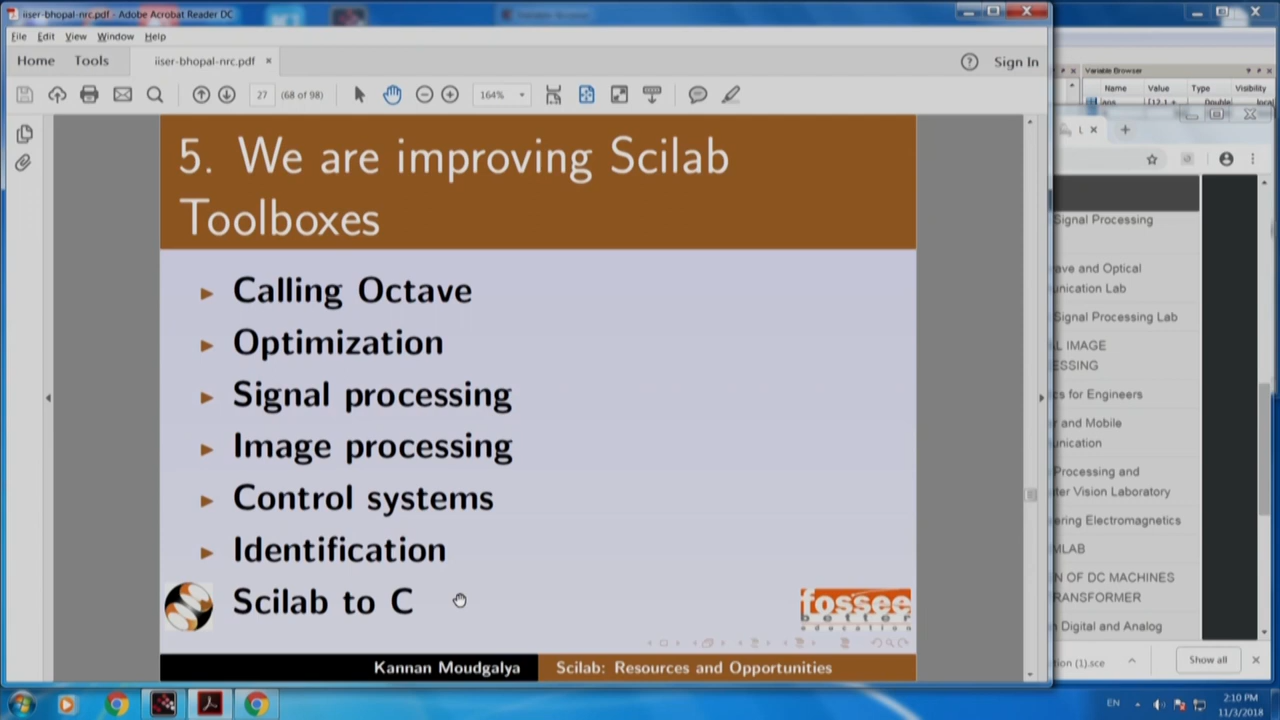 iiser-bhopal-nrc.pdf - Adobe Acrobat Reader DC
File Edit View Window Help
Home Tools iiser-bhopal-nrc.pdf × Sign In
27 (68 of 98) 164%
5. We are improving Scilab
Toolboxes
Calling Octave
Optimization
Signal processing
Image processing
Control systems
Identification
Scilab to C
fossee
Kannan Moudgalya Scilab: Resources and Opportunities
Variable Browser
Name Value Type Visibility
Signal Processing
ave and Optical
unication Lab
Signal Processing Lab
L IMAGE
ESSING
cs for Engineers
r and Mobile
unication
Processing and
ter Vision Laboratory
ering Electromagnetics
MLAB
N OF DC MACHINES
RANSFORMER
n Digital and Analog
tion (1).sce Show all
EN 2:10 PM
11/3/2018